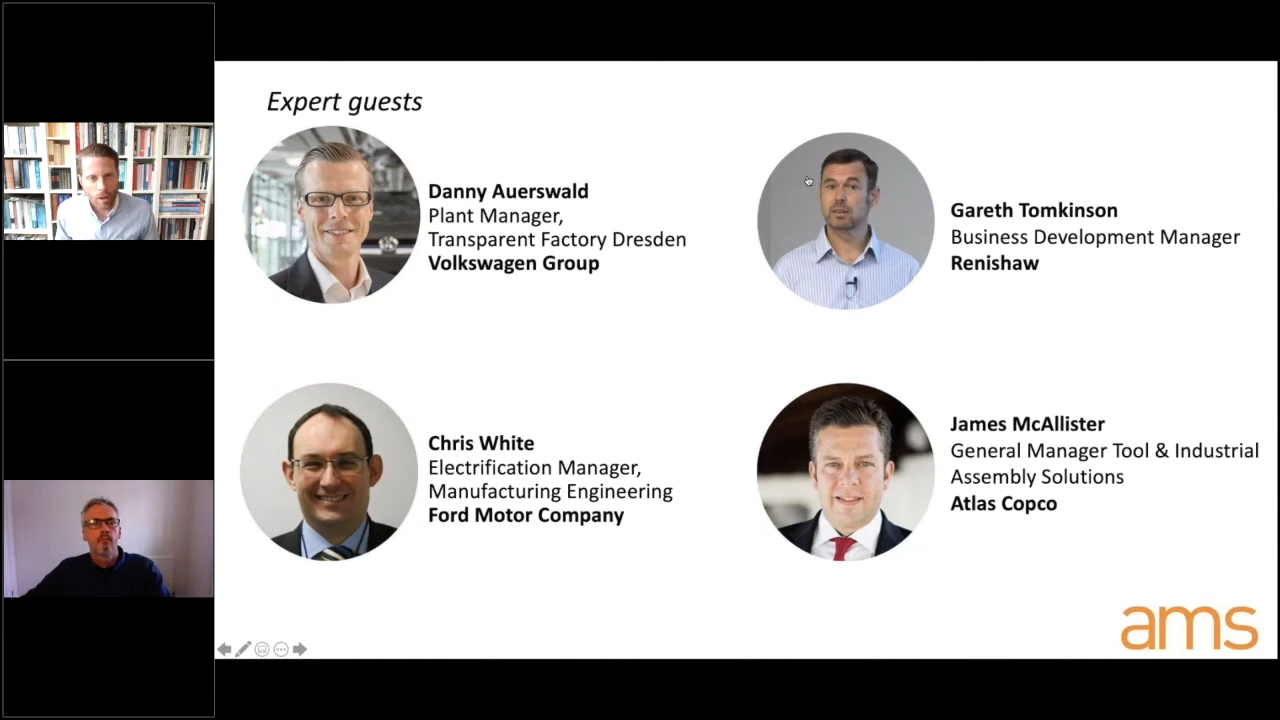 Expert guests
Danny Auerswald
Plant Manager,
Transparent Factory Dresden
Volkswagen Group
Gareth Tomkinson
Business Development Manager
Renishaw
Chris White
Electrification Manager,
Manufacturing Engineering
Ford Motor Company
James McAllister
General Manager Tool & Industrial
Assembly Solutions
Atlas Copco
ams